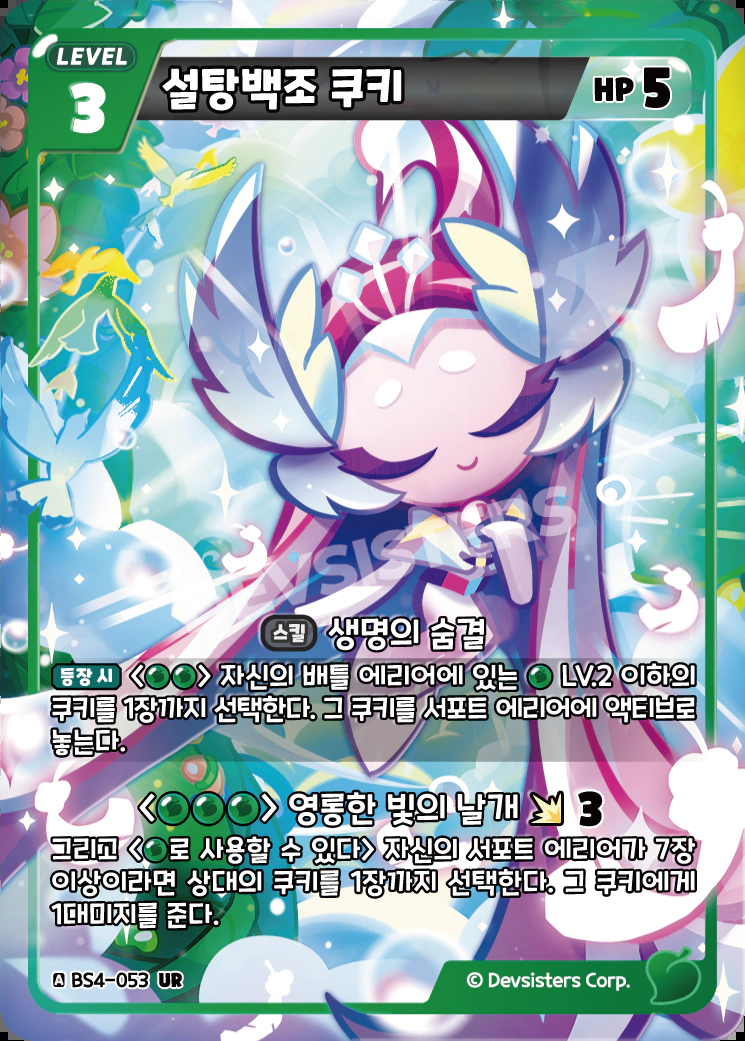 LEVEL
3
설탕백조 쿠키
HP 5
DEVSISTERS
스킬 생명의 숨결
등장 시 <●●> 자신의 배틀 에리어에 있는 ● LV.2 이하의
쿠키를 1장까지 선택한다. 그 쿠키를 서포트 에리어에 액티브로
놓는다.
<●●●> 영롱한 빛의 날개 3
그리고 <●로 사용할 수 있다> 자신의 서포트 에리어가 7장
이상이라면 상대의 쿠키를 1장까지 선택한다. 그 쿠키에게
1대미지를 준다.
A BS4-053 UR
© Devsisters Corp.